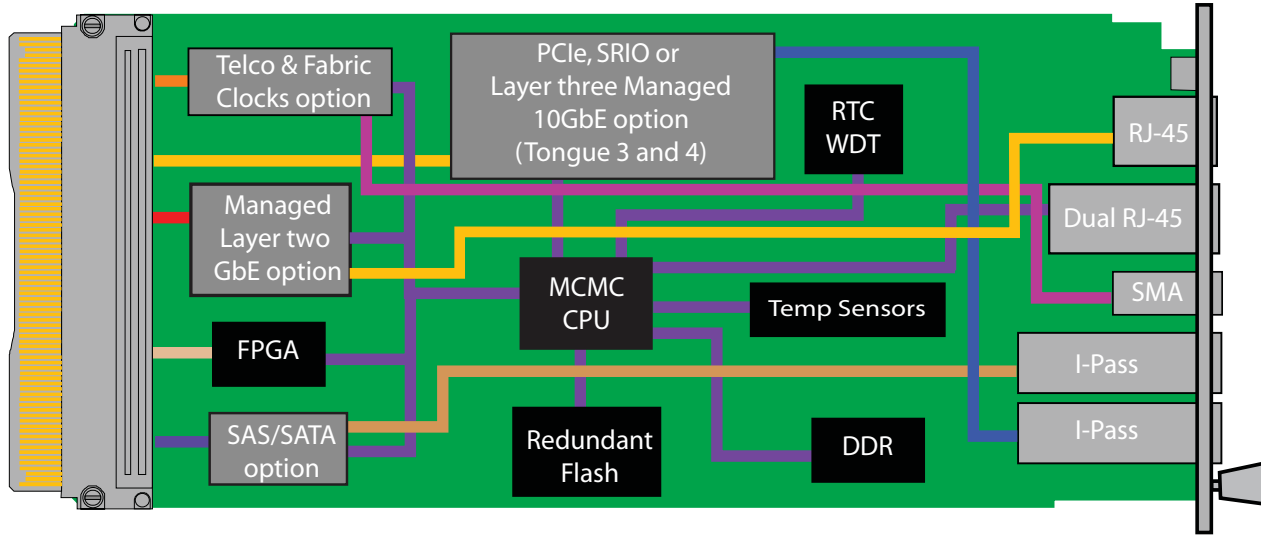 Telco & Fabric
Clocks option
PCIe, SRIO or
Layer three Managed
10GbE option
(Tongue 3 and 4)
RTC
WDT
RJ-45
Managed
Layer two
GbE option
Dual RJ-45
MCMC
CPU
Temp Sensors
SMA
FPGA
I-Pass
SAS/SATA
option
Redundant
Flash
DDR
I-Pass